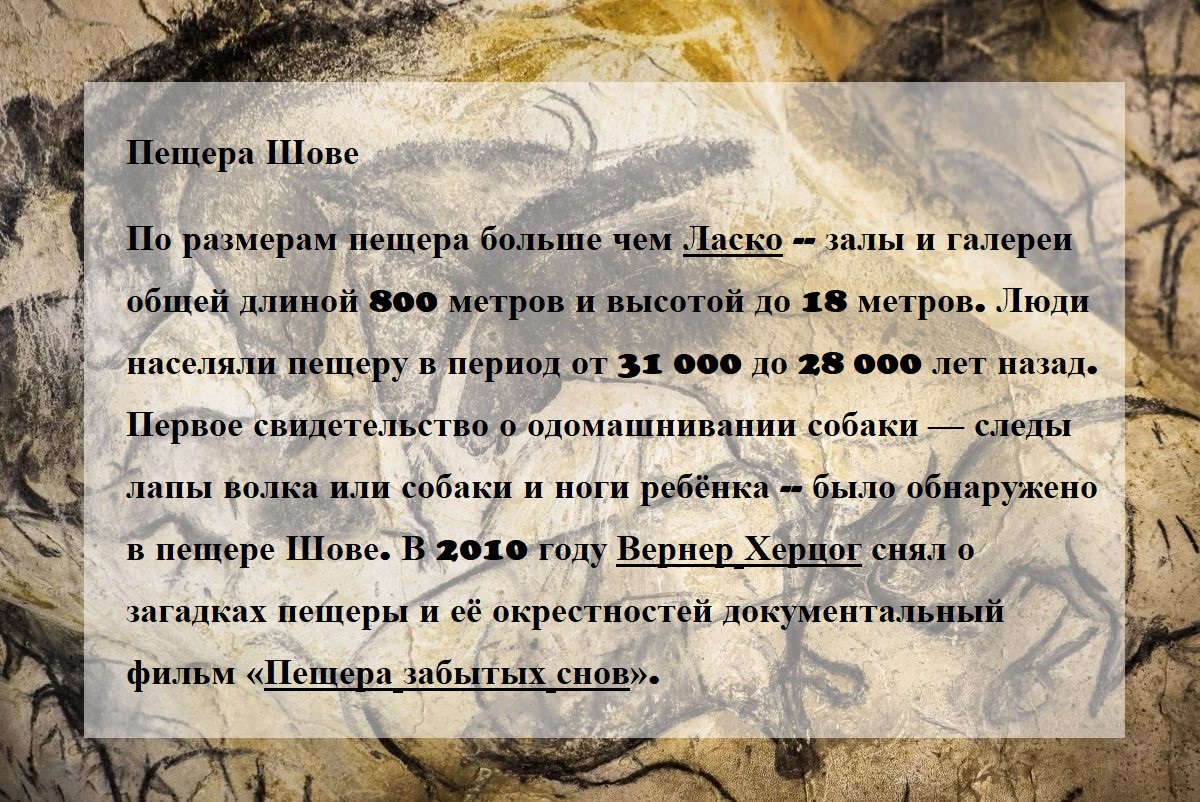 Пещера Шове
По размерам пещера больше чем Ласко -- залы и галереи
общей длиной 800 метров и высотой до 18 метров. Люди
населяли пещеру в период от 31 000 до 28 000 лет назад.
Первое свидетельство о одомашнивании собаки — следы
лапы волка или собаки и ноги ребёнка -- было обнаружено
в пещере Шове. В 2010 году Вернер Херцог снял о
загадках пещеры и её окрестностей документальный
фильм «Пещера забытых снов».